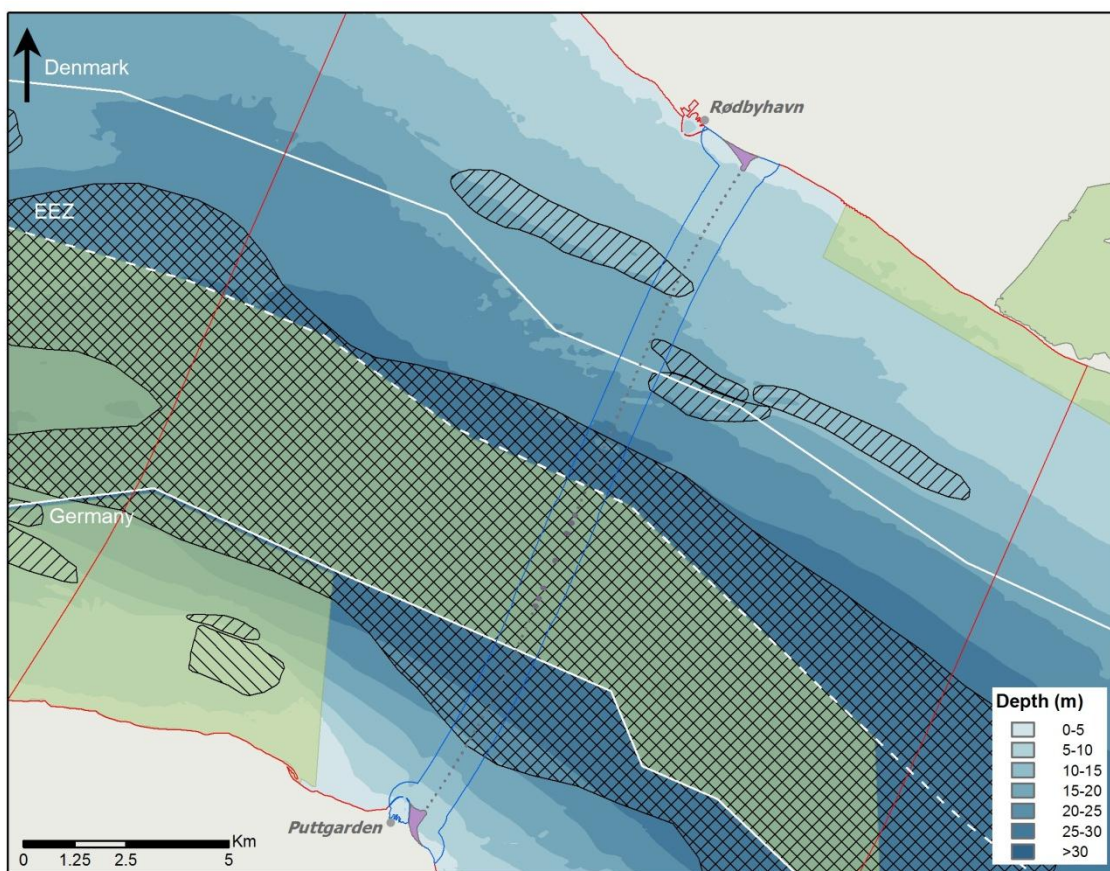 Denmark
Rødbyhavn
EEZ
Germany
Puttgarden
Km
0 1.25 2.5 5
Depth (m)
0-5
5-10
10-15
15-20
20-25
25-30
>30